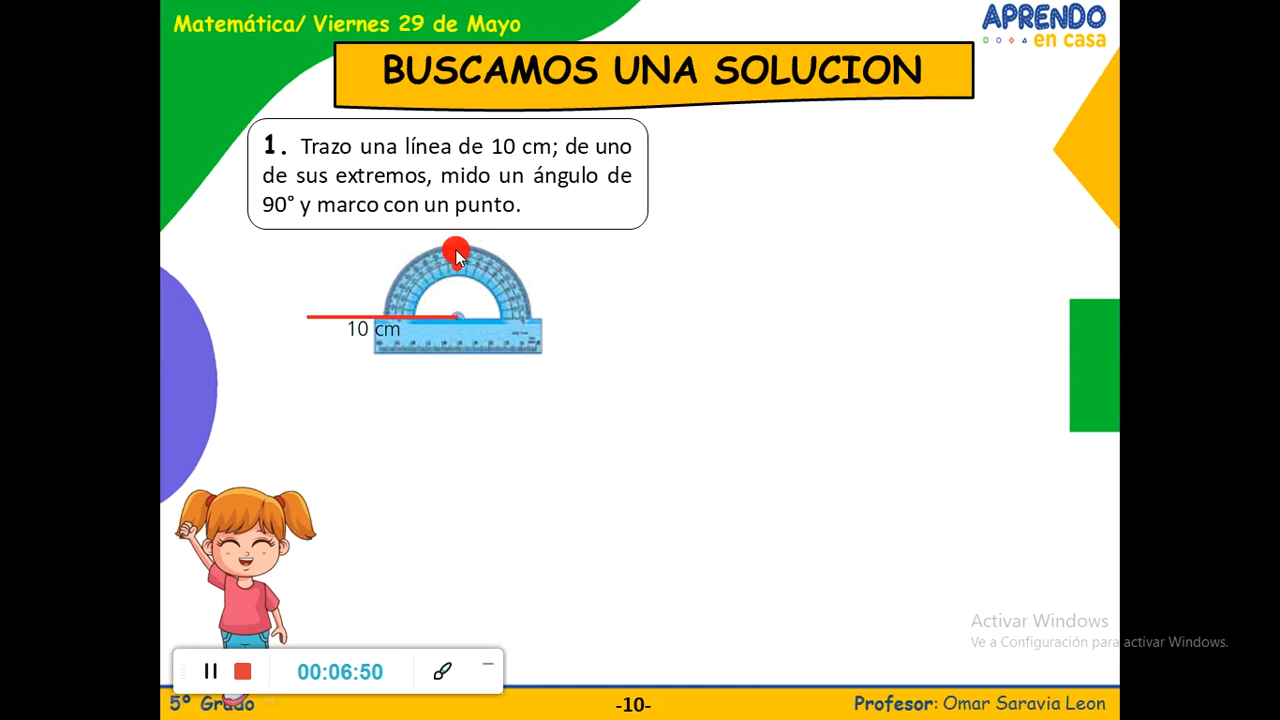 Matemática/ Viernes 29 de Mayo
APRENDO
en casa
BUSCAMOS UNA SOLUCION
1. Trazo una línea de 10 cm; de uno
de sus extremos, mido un ángulo de
90° y marco con un punto.
10 cm
Activar Windows
Ve a Configuración para activar Windows.
00:06:50
5° Grado
-10-
Profesor: Omar Saravia Leon